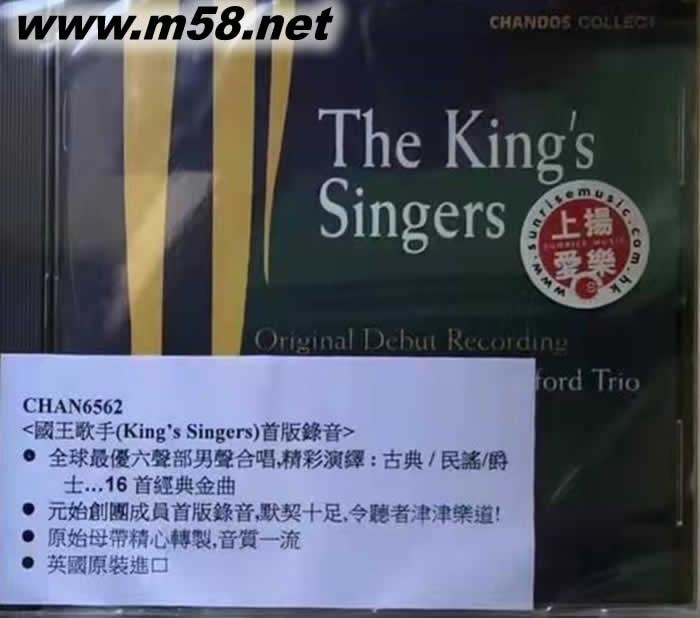 www.m58.net
CHANDOS COLLECT
The King's
Singers
www.sunrisemusic.com.hk
上揚
SUNRISE MUSIC
愛樂
Original Debut Recording
ford Trio
CHAN6562
<國王歌手(King's Singers)首版錄音>
● 全球最優六聲部男聲合唱,精彩演繹：古典 / 民謠/爵
士…16 首經典金曲
● 元始創團成員首版錄音,默契十足,令聽者津津樂道!
● 原始母帶精心轉製,音質一流
● 英國原裝進口